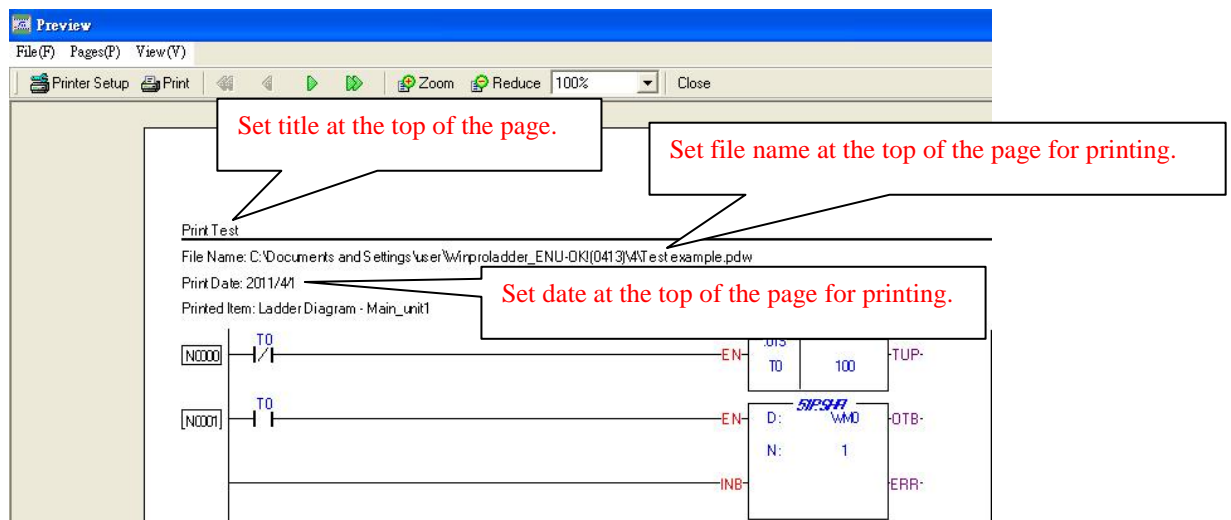 Preview
File(F) Pages(P) View(V)
Printer Setup Print Zoom Reduce 100% Close
Set title at the top of the page.
Set file name at the top of the page for printing.
Print Test
File Name: C:\Documents and Settings\user\Winproladder_ENU-OKI(0413)\4\Test example.pdw
Print Date: 2011/4/1
Set date at the top of the page for printing.
Printed Item: Ladder Diagram - Main_unit1
T0
N0000 EN .01S TUP
T0 100
T0 51P.SHR
N0001 EN D: WM0 OTB
N: 1
INB ERR